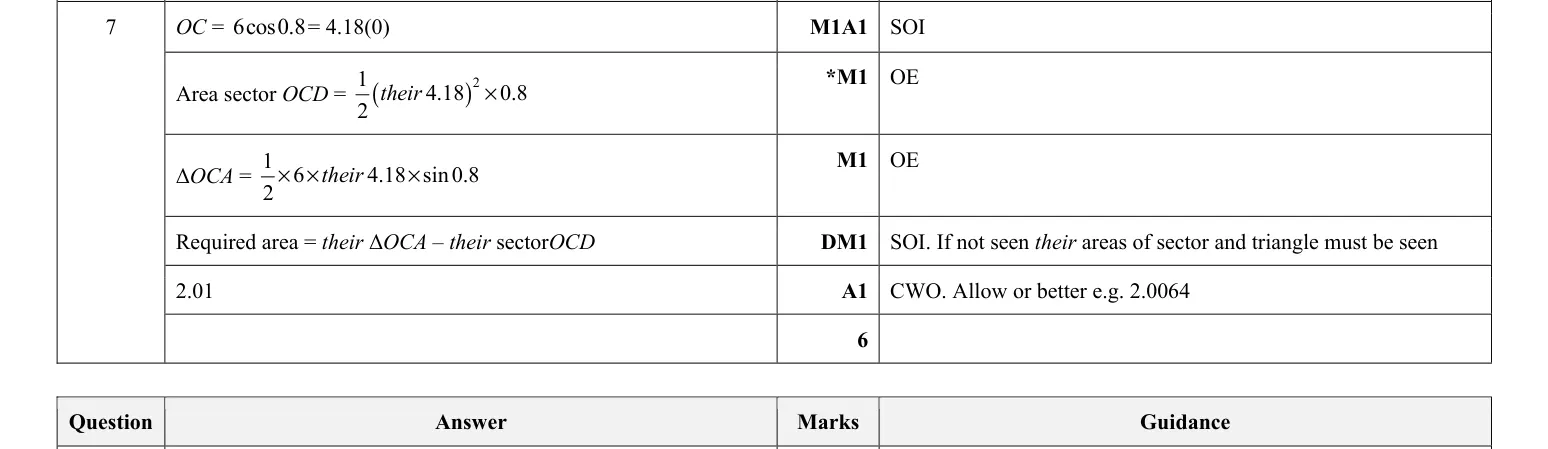 7 OC = 6cos0.8 = 4.18(0) M1A1 SOI
Area sector OCD = 1/2 (their 4.18)² × 0.8 *M1 OE
ΔOCA = 1/2 × 6 × their 4.18 × sin0.8 M1 OE
Required area = their ΔOCA – their sectorOCD DM1 SOI. If not seen their areas of sector and triangle must be seen
2.01 A1 CWO. Allow or better e.g. 2.0064
6
Question Answer Marks Guidance